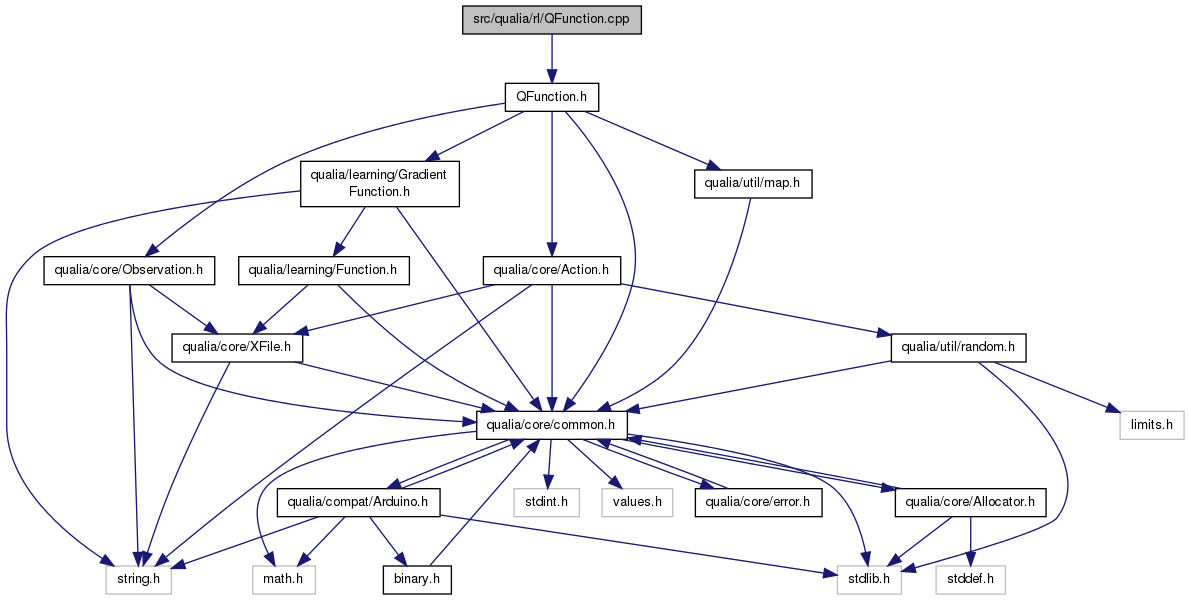 src/qualia/rl/QFunction.cpp
QFunction.h
qualia/learning/Gradient
Function.h
qualia/util/map.h
qualia/core/Observation.h
qualia/learning/Function.h
qualia/core/Action.h
qualia/core/XFile.h
qualia/util/random.h
qualia/core/common.h
limits.h
qualia/compat/Arduino.h
stdint.h
values.h
qualia/core/error.h
qualia/core/Allocator.h
string.h
math.h
binary.h
stdlib.h
stddef.h